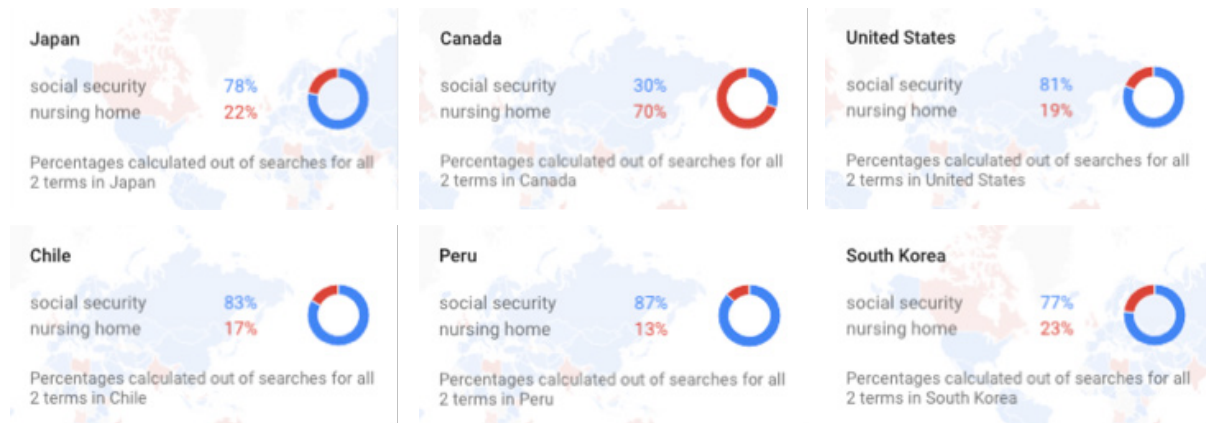 Japan
social security 78%
nursing home 22%
Percentages calculated out of searches for all
2 terms in Japan
Canada
social security 30%
nursing home 70%
Percentages calculated out of searches for all
2 terms in Canada
United States
social security 81%
nursing home 19%
Percentages calculated out of searches for all
2 terms in United States
Chile
social security 83%
nursing home 17%
Percentages calculated out of searches for all
2 terms in Chile
Peru
social security 87%
nursing home 13%
Percentages calculated out of searches for all
2 terms in Peru
South Korea
social security 77%
nursing home 23%
Percentages calculated out of searches for all
2 terms in South Korea